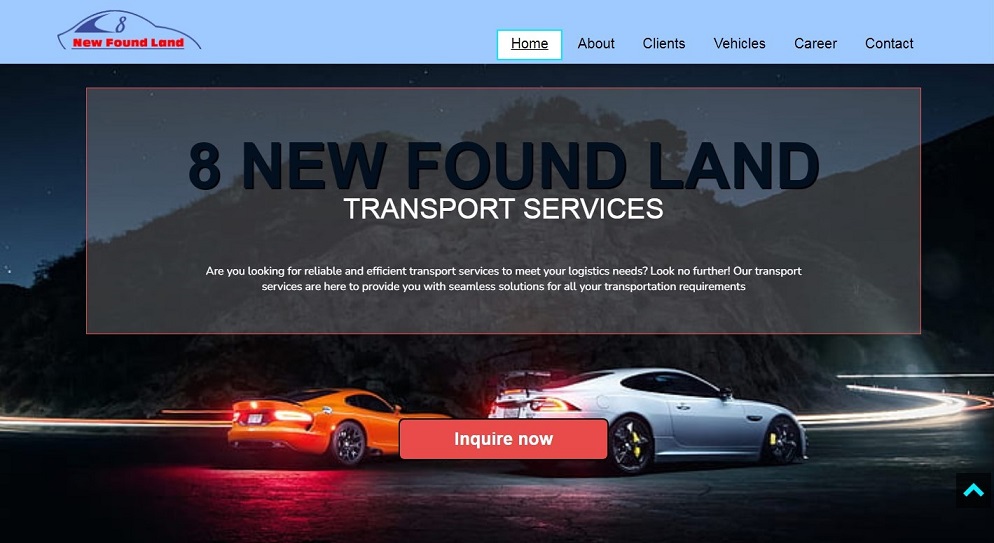 8
New Found Land
Home About Clients Vehicles Career Contact
8 NEW FOUND LAND
TRANSPORT SERVICES
Are you looking for reliable and efficient transport services to meet your logistics needs? Look no further! Our transport
services are here to provide you with seamless solutions for all your transportation requirements
Inquire now